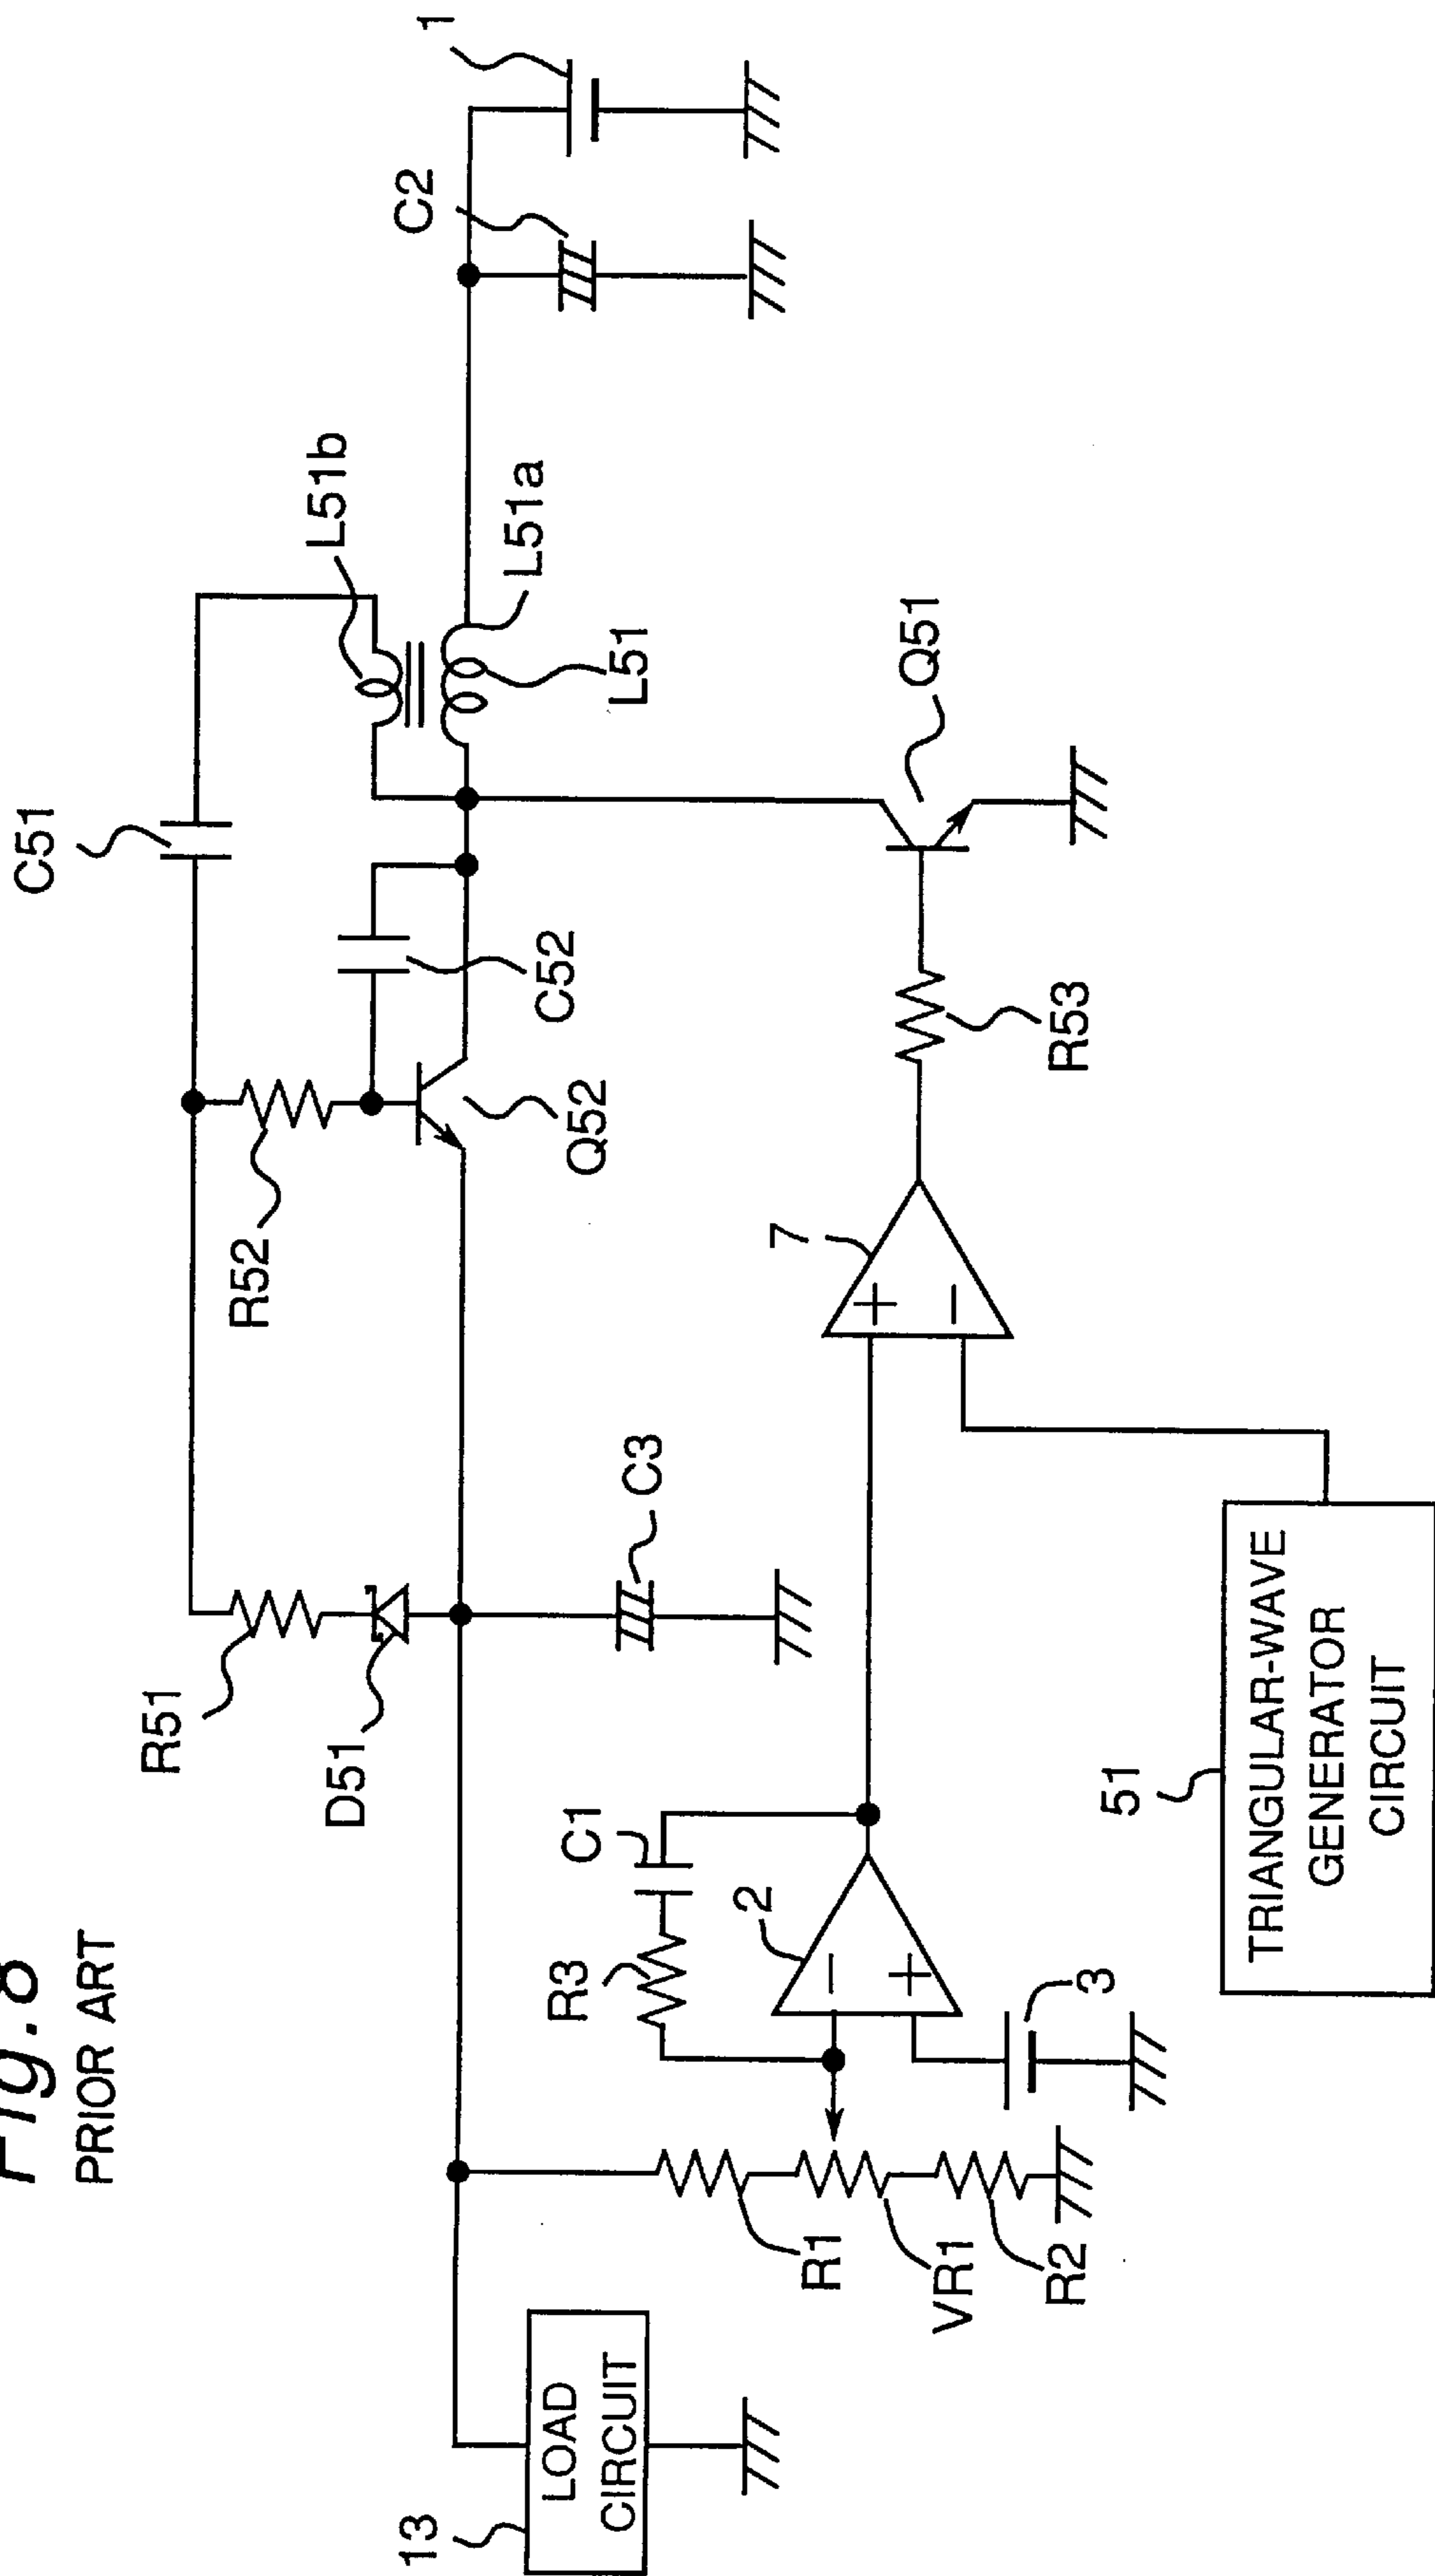 Fig.8
PRIOR ART
C51
L51b
C2
1
R51
R52
C52
L51a
L51
D51
Q52
Q51
C3
R53
7
C1
R3
2
+
−
−
+
3
13
LOAD
CIRCUIT
R1
VR1
R2
51
TRIANGULAR-WAVE
GENERATOR
CIRCUIT